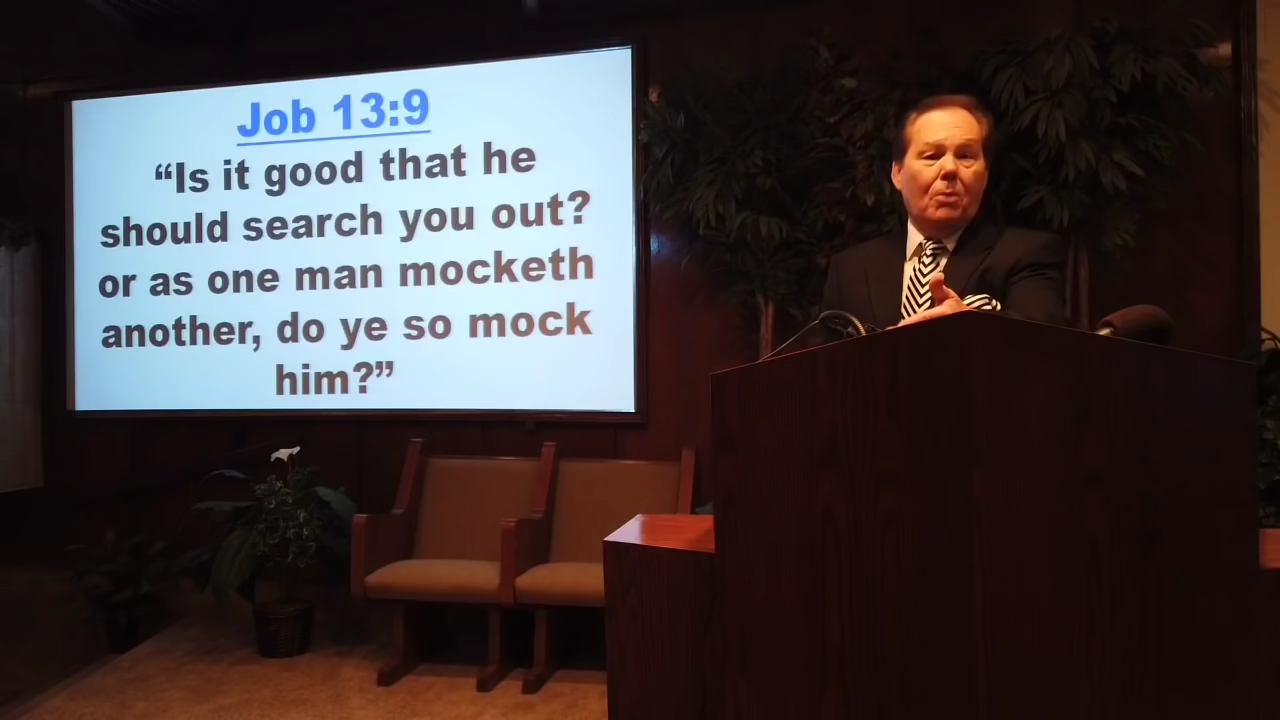 Job 13:9
“Is it good that he
should search you out?
or as one man mocketh
another, do ye so mock
him?”